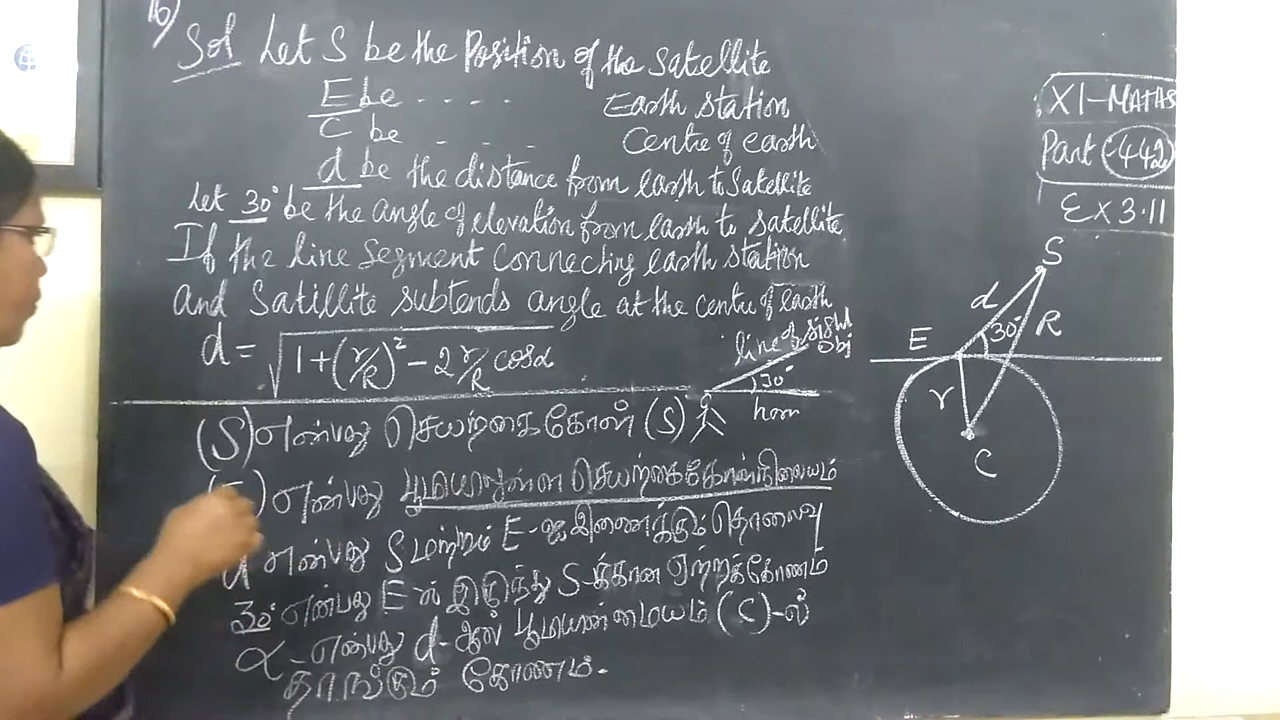 16)
Sol Let S be the Position of the satellite
E be .... Earth station
C be . . . Centre of earth
d be the distance from earth to Satellite
Let 30° be the angle of elevation from earth to satellite
If the line segment connecting earth station
and Satillite subtends angle at the centre of earth
d = √1+(r/R)² - 2 r/R cosα
line of sight
obj
30°
(S) என்பது செயற்கைகோள் (S)
என்பது பூமியிலுள்ள செயற்கைகோள்நிலையம்
என்பது S மற்றும் E-ஐ இணைக்கும் தொலைவு
30° என்பது E-ல் இருந்து S-க்கான ஏற்றக்கோணம்
α- என்பது d-ஆல் பூமியின்மையம் (C)-ல்
தாங்கும் கோணம்.
XI-MATHS
Part -442
EX 3.11
S
d
30°
R
E
r
C